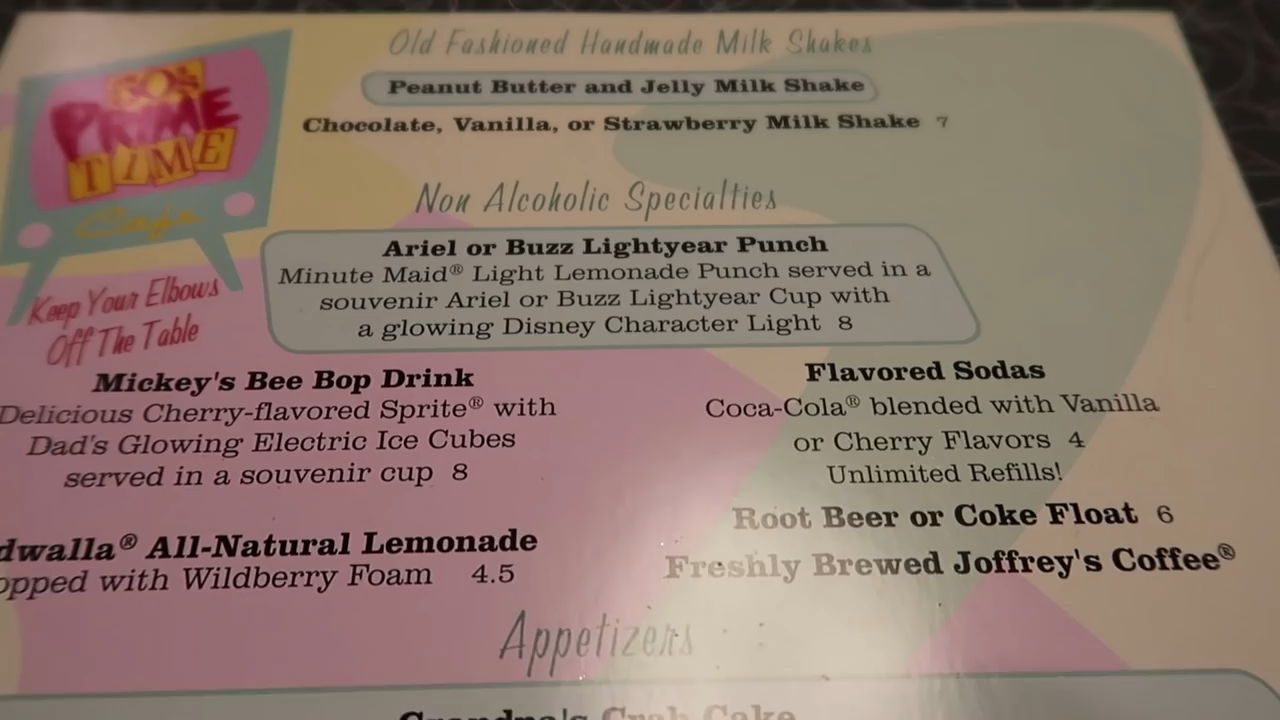 50's
PRIME
TIME
Cafe
Keep Your Elbows
Off The Table
Old Fashioned Handmade Milk Shakes
Peanut Butter and Jelly Milk Shake
Chocolate, Vanilla, or Strawberry Milk Shake 7
Non Alcoholic Specialties
Ariel or Buzz Lightyear Punch
Minute Maid® Light Lemonade Punch served in a
souvenir Ariel or Buzz Lightyear Cup with
a glowing Disney Character Light 8
Mickey's Bee Bop Drink
Delicious Cherry-flavored Sprite® with
Dad's Glowing Electric Ice Cubes
served in a souvenir cup 8
dwalla® All-Natural Lemonade
opped with Wildberry Foam 4.5
Flavored Sodas
Coca-Cola® blended with Vanilla
or Cherry Flavors 4
Unlimited Refills!
Root Beer or Coke Float 6
Freshly Brewed Joffrey's Coffee®
Appetizers
Grandma's Crab Cake